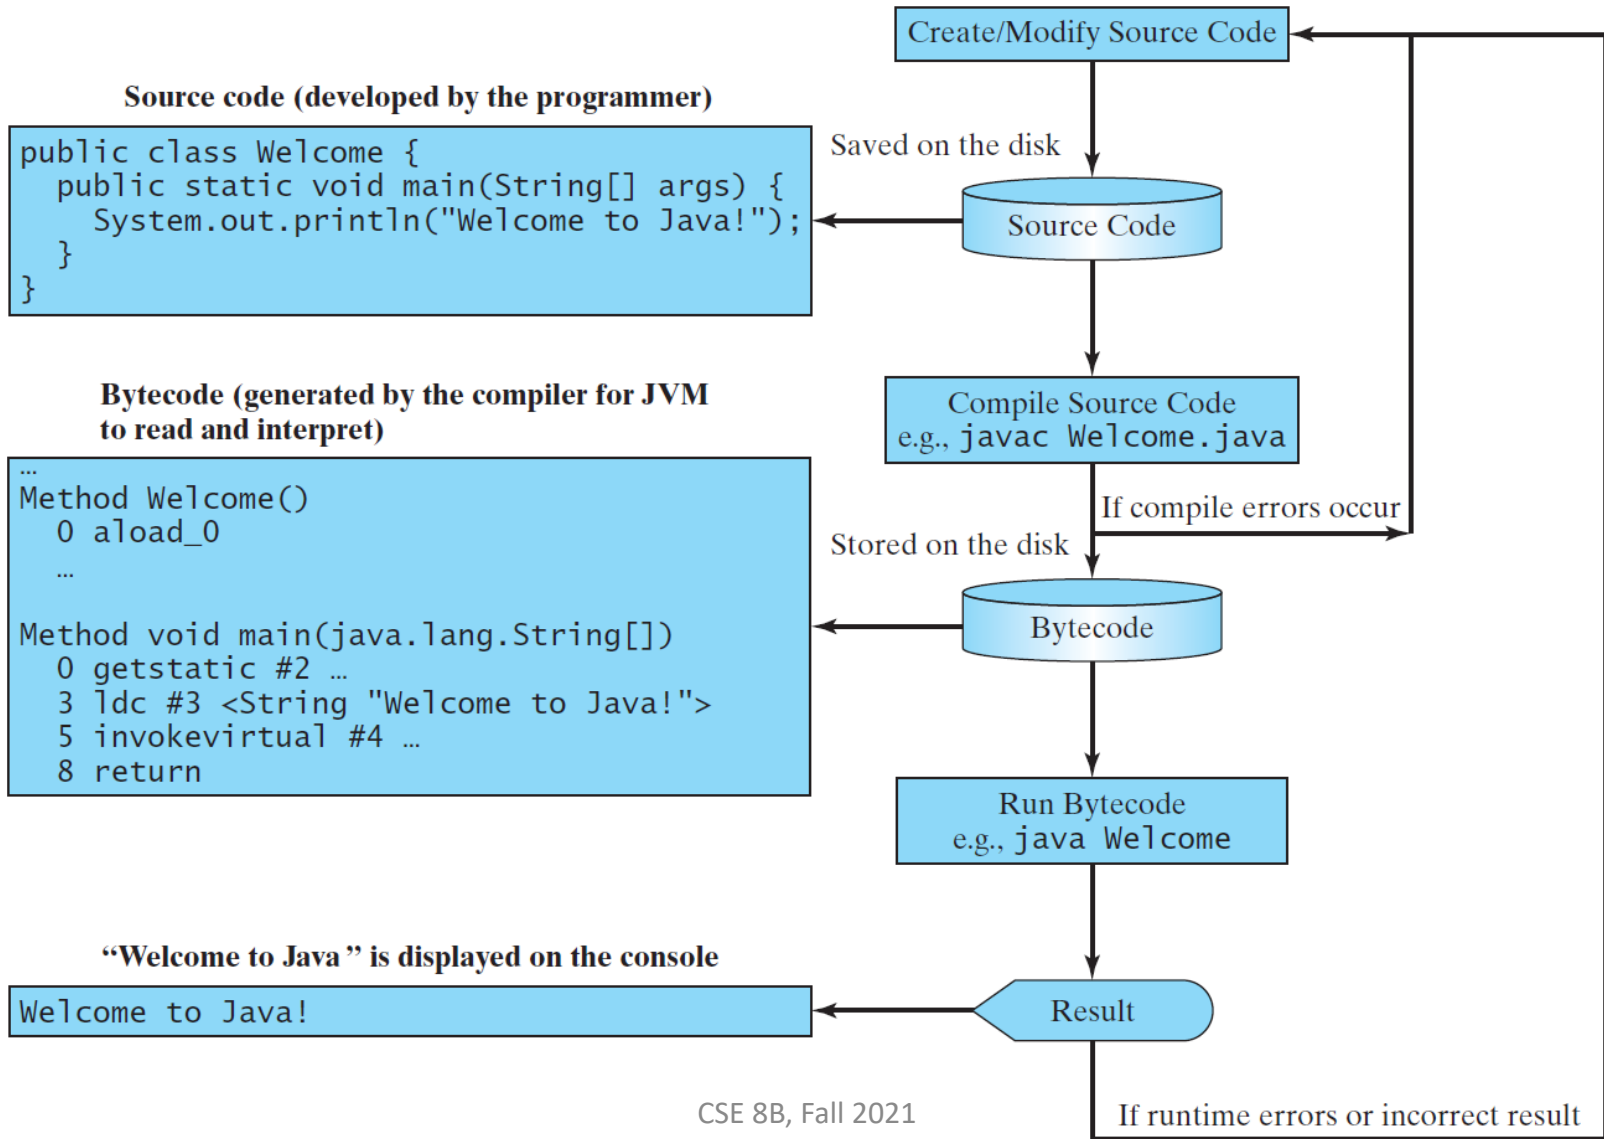 Create/Modify Source Code
Source code (developed by the programmer)
public class Welcome {
  public static void main(String[] args) {
    System.out.println("Welcome to Java!");
  }
}
Saved on the disk
Source Code
Compile Source Code
e.g., javac Welcome.java
If compile errors occur
Bytecode (generated by the compiler for JVM
to read and interpret)
…
Method Welcome()
  0 aload_0
  …
Method void main(java.lang.String[])
  0 getstatic #2 …
  3 ldc #3 <String "Welcome to Java!">
  5 invokevirtual #4 …
  8 return
Stored on the disk
Bytecode
Run Bytecode
e.g., java Welcome
“Welcome to Java” is displayed on the console
Welcome to Java!
Result
If runtime errors or incorrect result
CSE 8B, Fall 2021